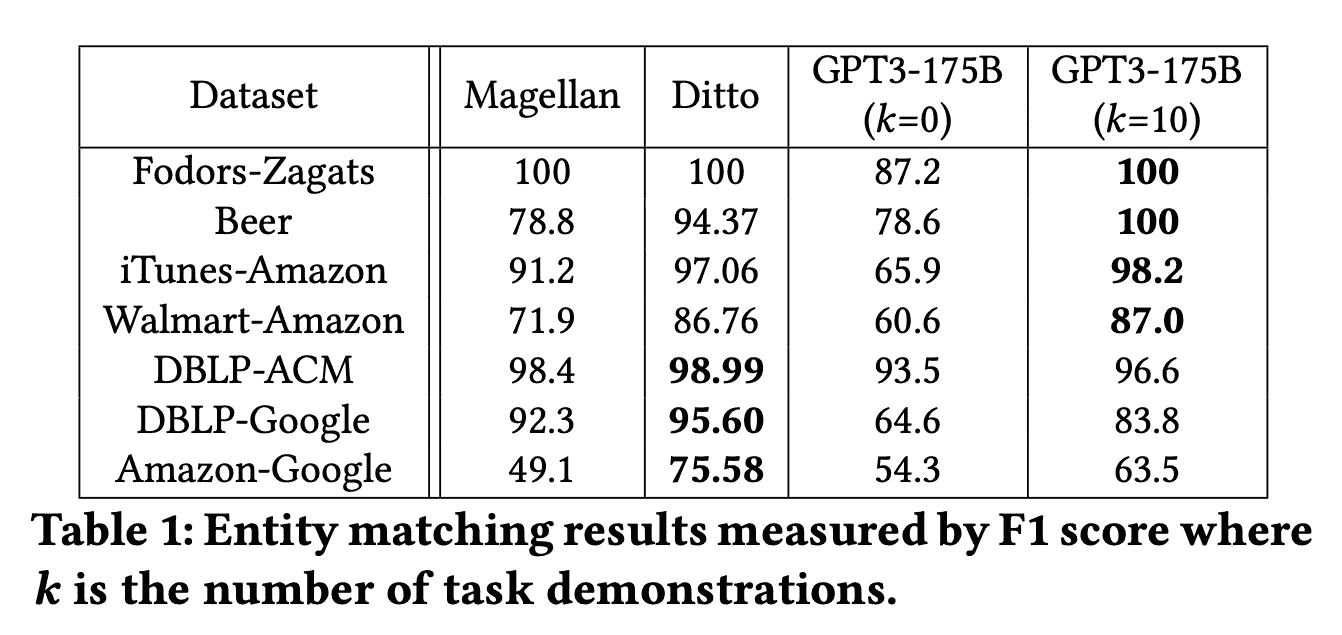 Dataset Magellan Ditto GPT3-175B (k=0) GPT3-175B (k=10)
Fodors-Zagats 100 100 87.2 100
Beer 78.8 94.37 78.6 100
iTunes-Amazon 91.2 97.06 65.9 98.2
Walmart-Amazon 71.9 86.76 60.6 87.0
DBLP-ACM 98.4 98.99 93.5 96.6
DBLP-Google 92.3 95.60 64.6 83.8
Amazon-Google 49.1 75.58 54.3 63.5
Table 1: Entity matching results measured by F1 score where
k is the number of task demonstrations.